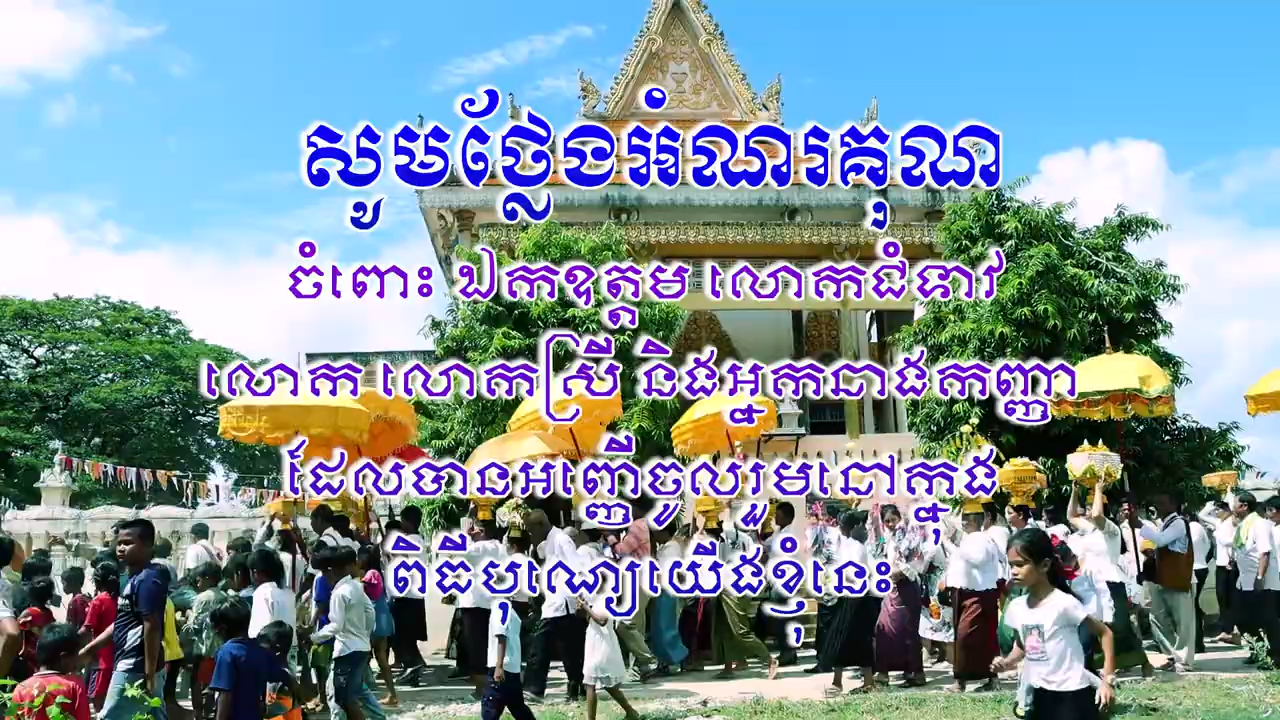 សូមថ្លែងអំណរគុណ
ចំពោះ ឯកឧត្តម លោកជំទាវ
លោក លោកស្រី និងអ្នកនាងកញ្ញា
ដែលបានអញ្ជើញចូលរួមនៅក្នុង
ពិធីបុណ្យយើងខ្ញុំនេះ